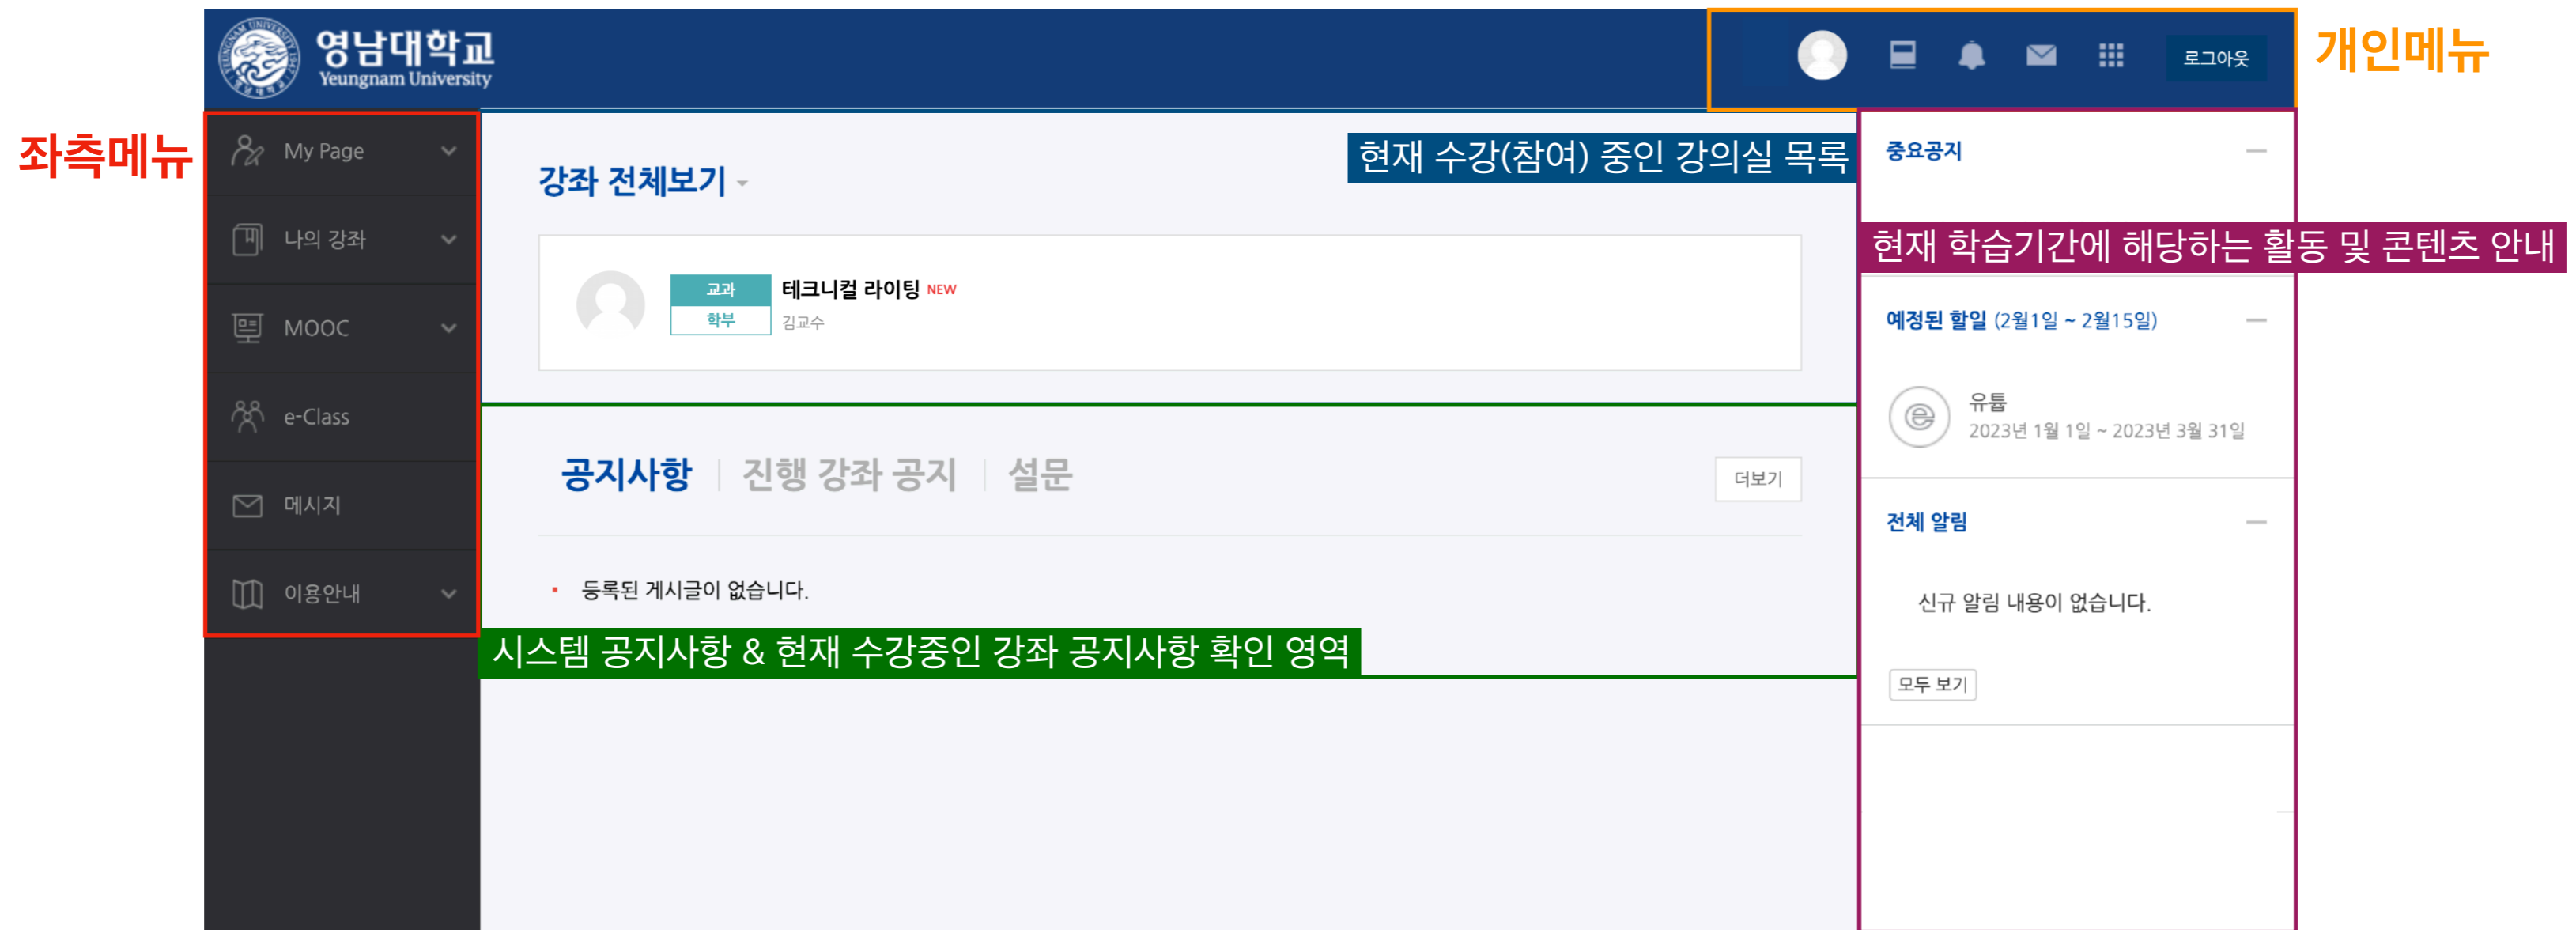 영남대학교
Yeungnam University
로그아웃
개인메뉴
좌측메뉴
My Page
나의 강좌
MOOC
e-Class
메시지
이용안내
현재 수강(참여) 중인 강의실 목록
강좌 전체보기
교과
학부
테크니컬 라이팅 NEW
김교수
공지사항
진행 강좌 공지
설문
더보기
등록된 게시글이 없습니다.
시스템 공지사항 & 현재 수강중인 강좌 공지사항 확인 영역
중요공지
현재 학습기간에 해당하는 활동 및 콘텐츠 안내
예정된 할일 (2월1일 ~ 2월15일)
유튭
2023년 1월 1일 ~ 2023년 3월 31일
전체 알림
신규 알림 내용이 없습니다.
모두 보기